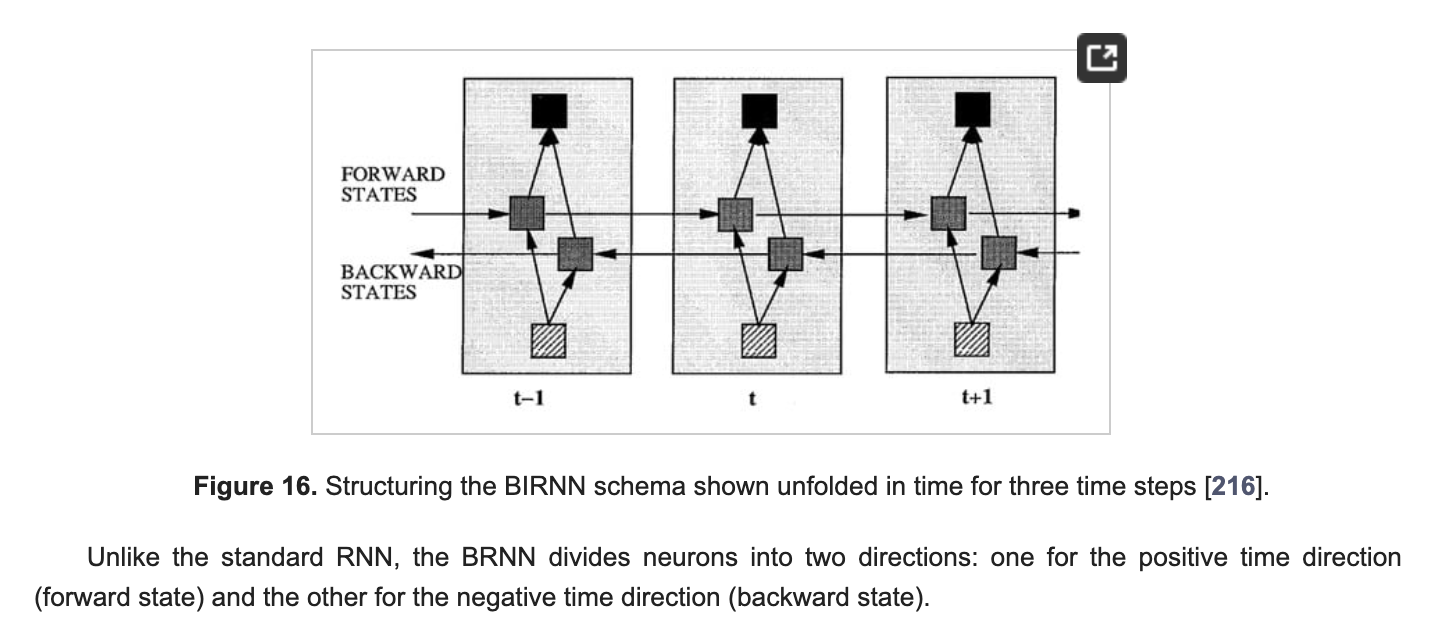 FORWARD
STATES
BACKWARD
STATES
t–1
t
t+1
Figure 16. Structuring the BIRNN schema shown unfolded in time for three time steps [216].
Unlike the standard RNN, the BRNN divides neurons into two directions: one for the positive time direction
(forward state) and the other for the negative time direction (backward state).